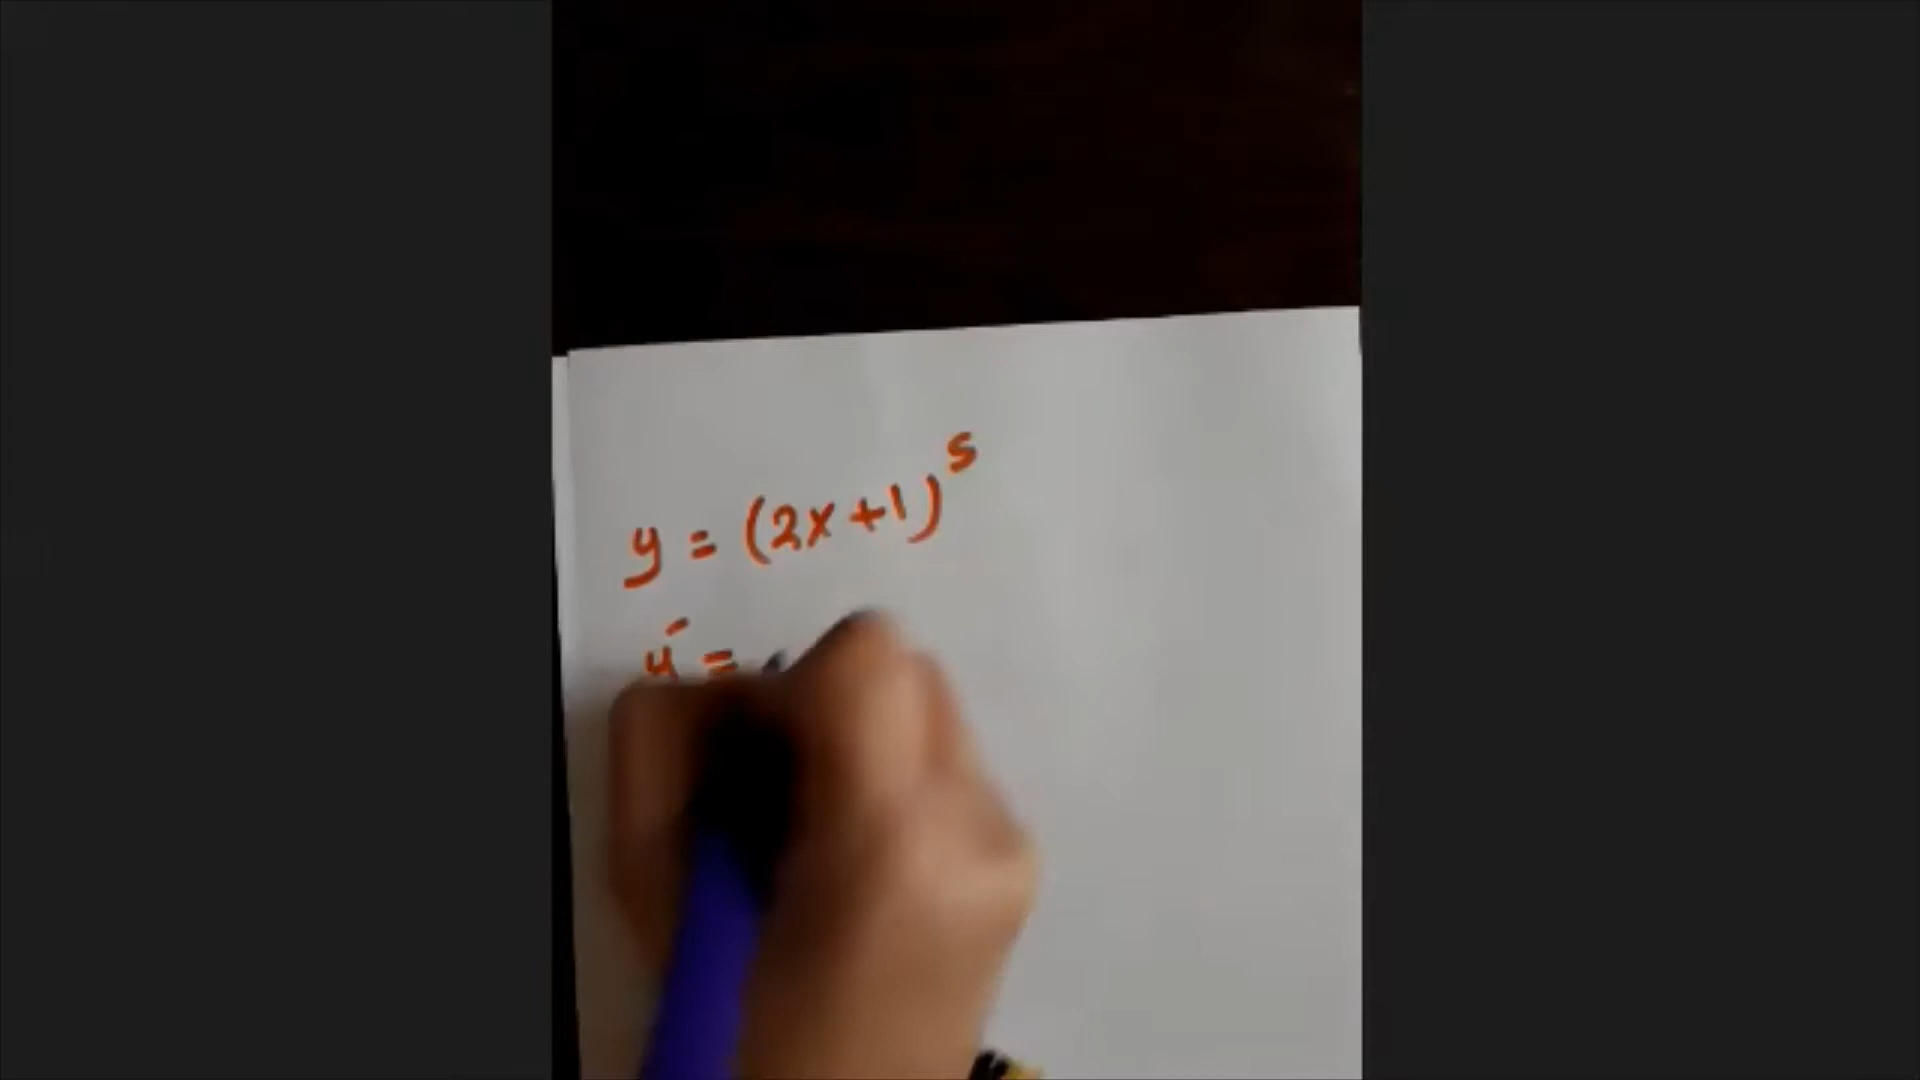 y = (2x+1)^5
y' =